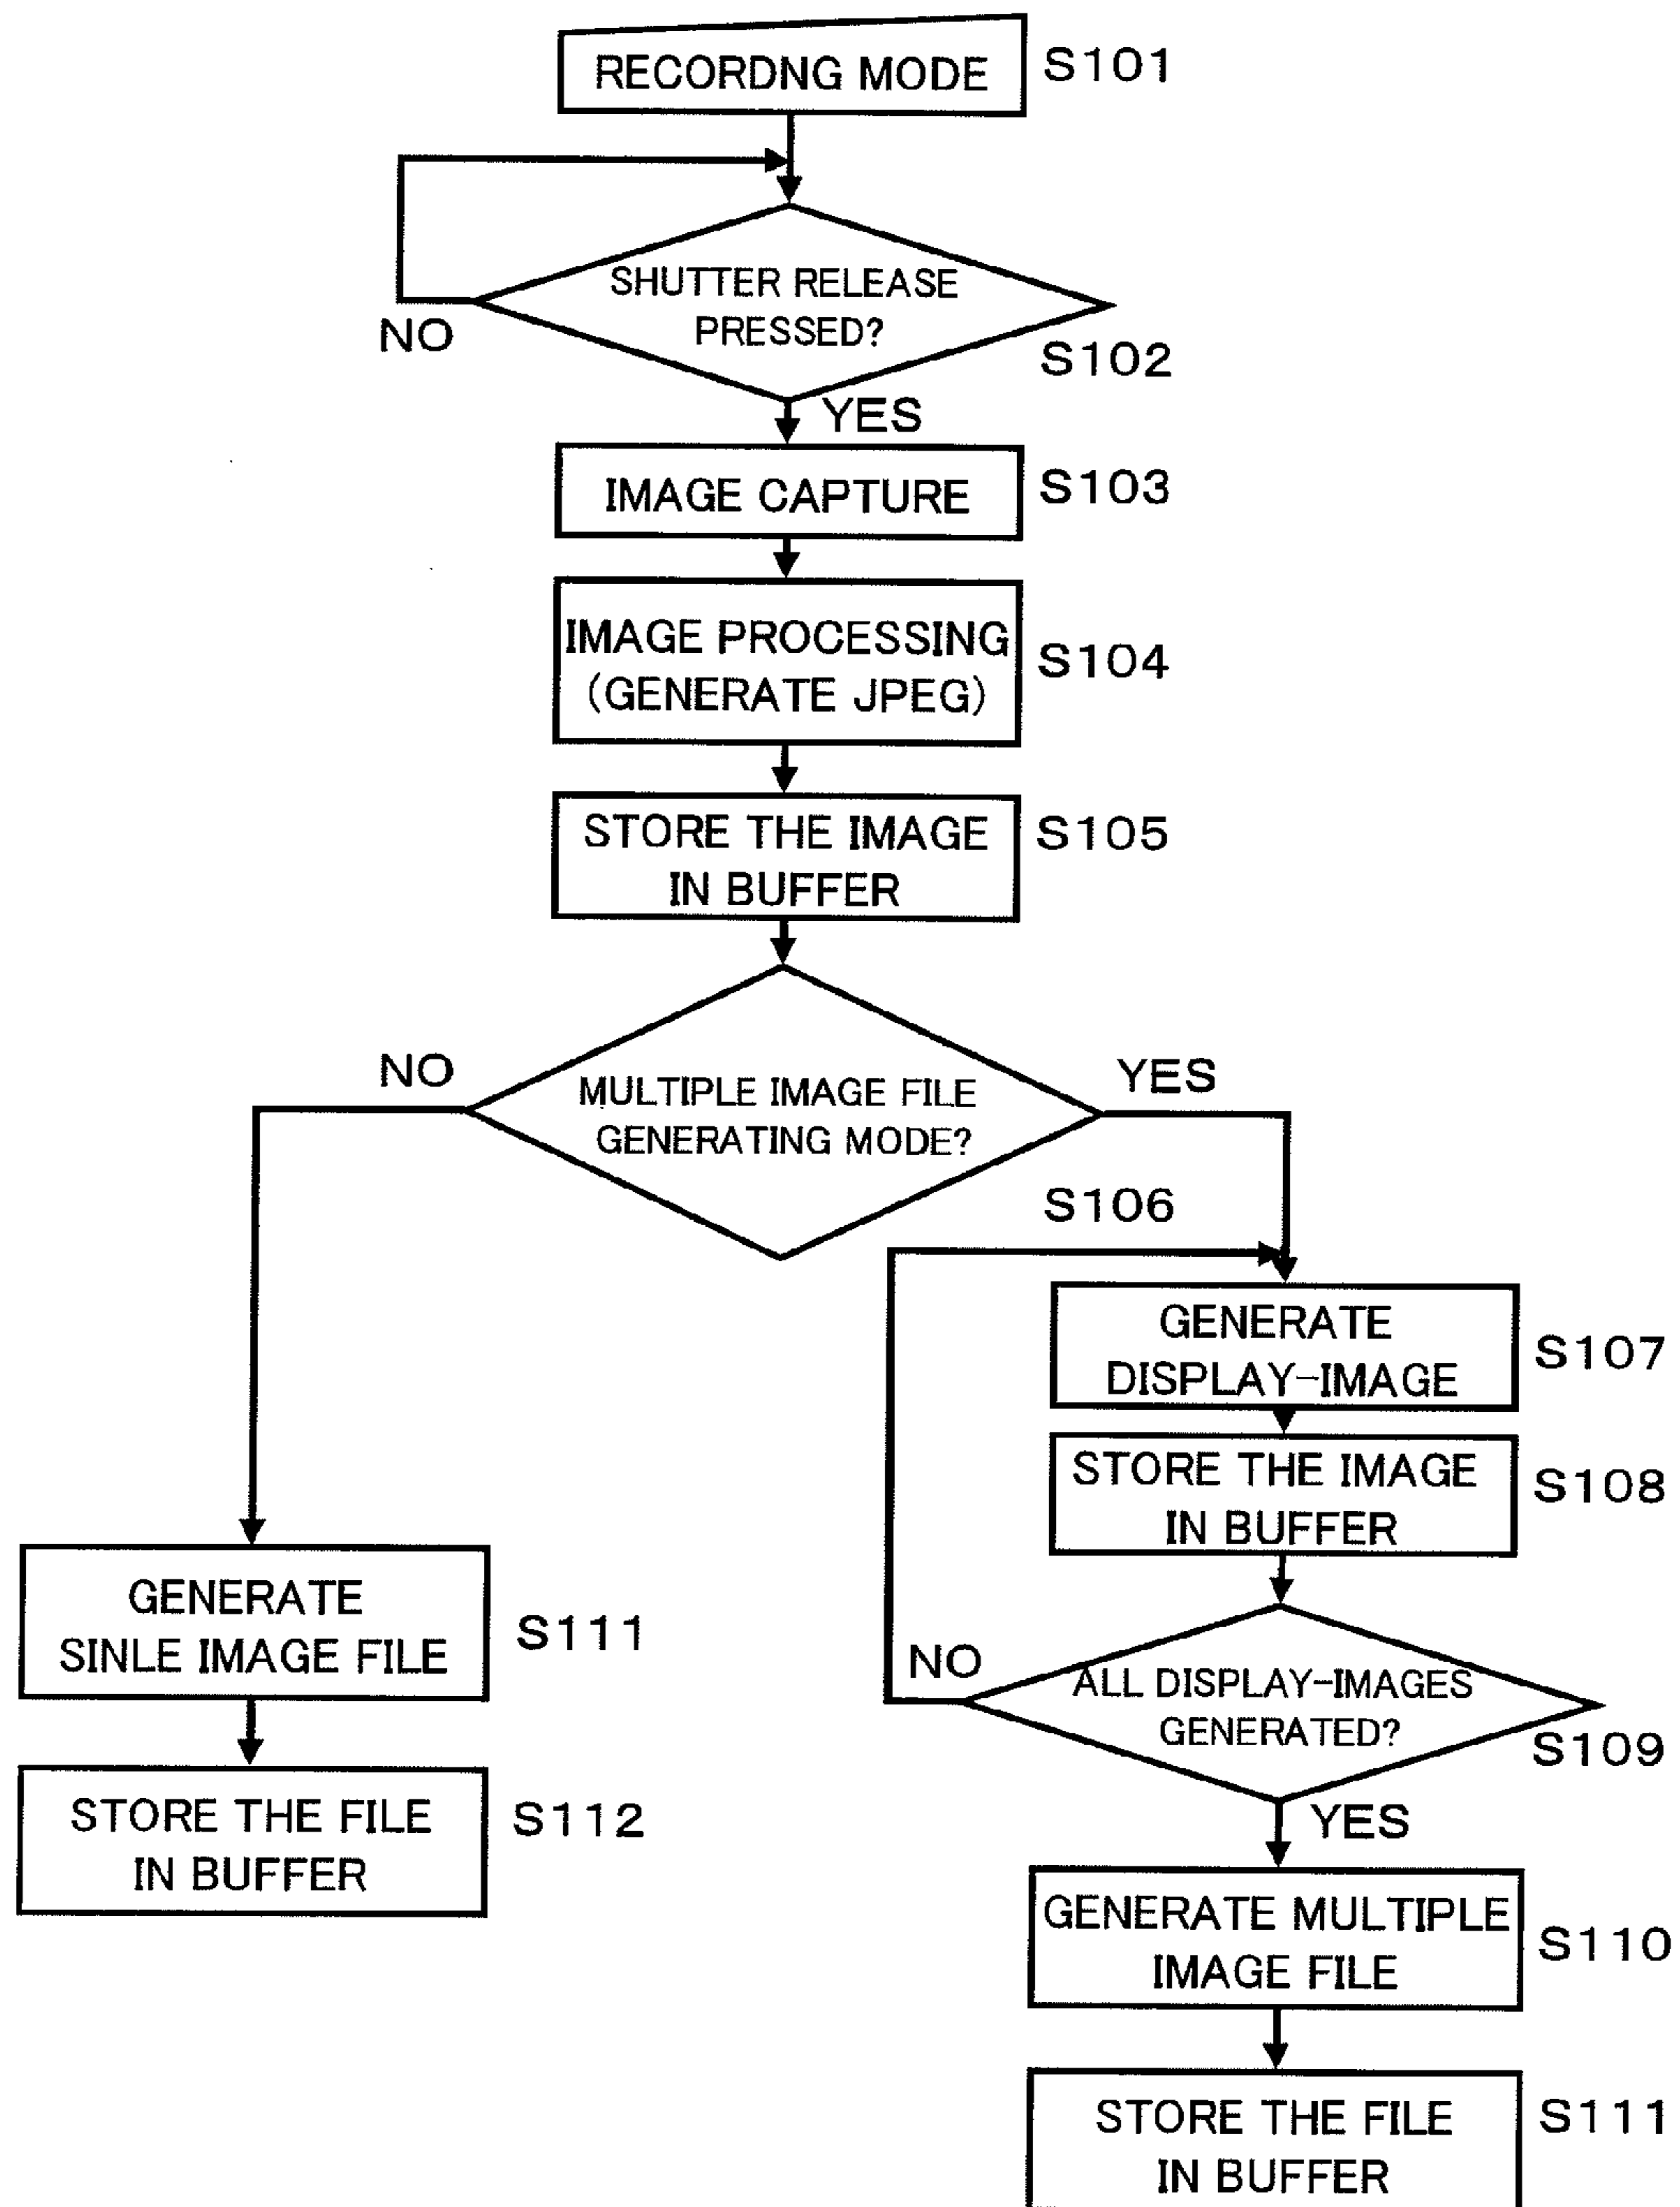 RECORDNG MODE
S101
SHUTTER RELEASE
PRESSED?
NO
S102
YES
IMAGE CAPTURE
S103
IMAGE PROCESSING
(GENERATE JPEG)
S104
STORE THE IMAGE
IN BUFFER
S105
NO
MULTIPLE IMAGE FILE
GENERATING MODE?
YES
S106
GENERATE
DISPLAY-IMAGE
S107
STORE THE IMAGE
IN BUFFER
S108
GENERATE
SINLE IMAGE FILE
S111
NO
ALL DISPLAY-IMAGES
GENERATED?
S109
STORE THE FILE
IN BUFFER
S112
YES
GENERATE MULTIPLE
IMAGE FILE
S110
STORE THE FILE
IN BUFFER
S111